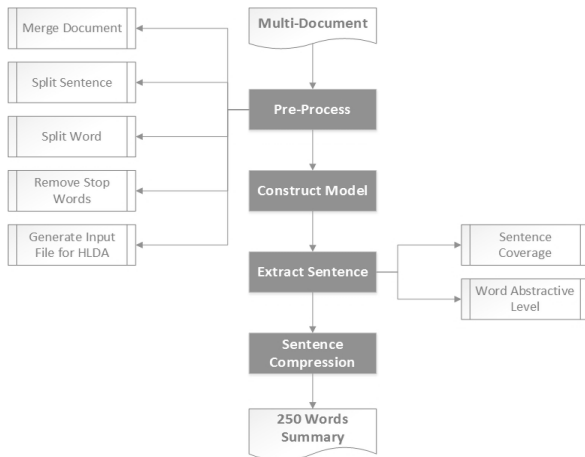 Multi-Document
Merge Document
Split Sentence
Split Word
Remove Stop
Words
Generate Input
File for HLDA
Pre-Process
Construct Model
Extract Sentence
Sentence
Coverage
Word Abstractive
Level
Sentence
Compression
250 Words
Summary